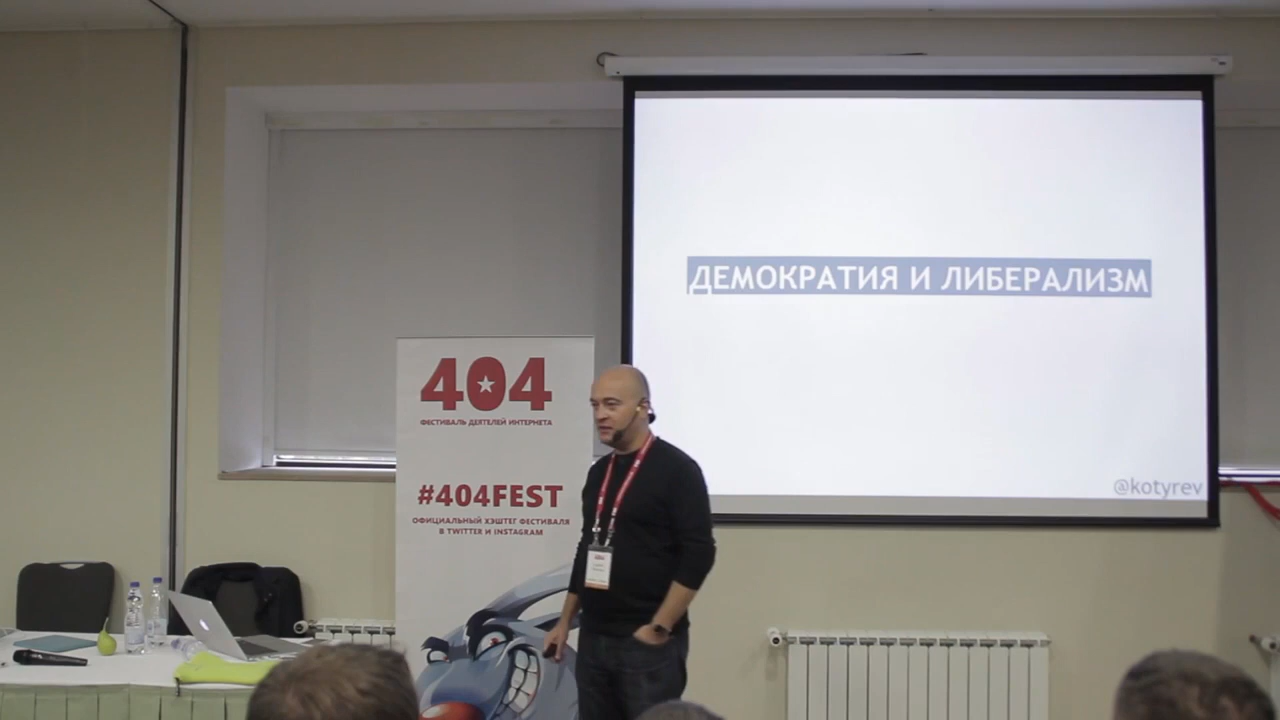 ДЕМОКРАТИЯ И ЛИБЕРАЛИЗМ
@kotyrev
404
ФЕСТИВАЛЬ ДЕЯТЕЛЕЙ ИНТЕРНЕТА
#404FEST
ОФИЦИАЛЬНЫЙ ХЭШТЕГ ФЕСТИВАЛЯ
В TWITTER И INSTAGRAM